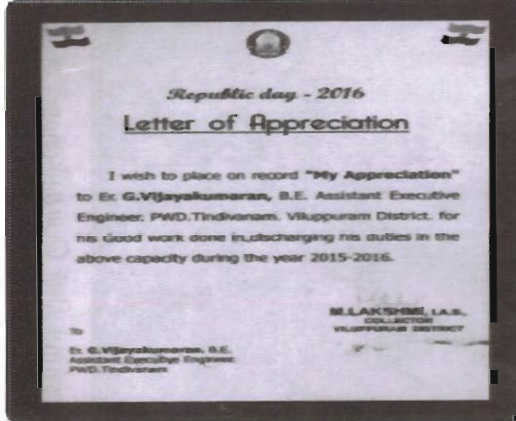 Republic day - 2016
Letter of Appreciation
I wish to place on record "My Appreciation"
to Er. G.Vijayakumaran, B.E. Assistant Executive
Engineer. PWD.Tindivanam. Viluppuram District. for
his Good work done in discharging his duties in the
above capacity during the year 2015-2016.
M.LAKSHMI, I.A.S.,
COLLECTOR
VILUPPURAM DISTRICT
To
Er. G.Vijayakumaran, B.E.
Assistant Executive Engineer.
PWD.Tindivanam